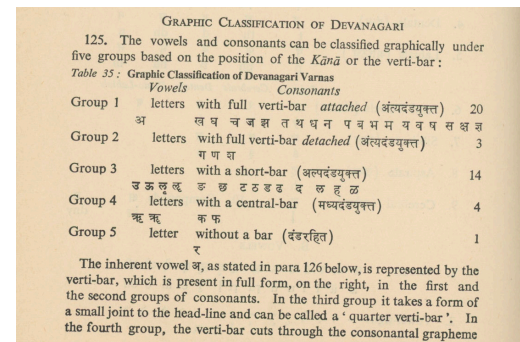 GRAPHIC CLASSIFICATION OF DEVANAGARI
125. The vowels and consonants can be classified graphically under
five groups based on the position of the Kānā or the verti-bar :
Table 35 : Graphic Classification of Devanagari Varnas
Vowels Consonants
Group 1 letters with full verti-bar attached (अंत्यदंडयुक्त) 20
अ ख घ च ज झ त थ ध न प ब भ म य व ष स क्ष ज्ञ
Group 2 letters with full verti-bar detached (अंत्यदंडयुक्त) 3
ग ण श
Group 3 letters with a short-bar (अल्पदंडयुक्त) 14
उ ऊ ऌ ॡ ङ छ ट ठ ड ढ द ल ह ळ
Group 4 letters with a central-bar (मध्यदंडयुक्त) 4
ऋ ॠ क फ
Group 5 letter without a bar (दंडरहित) 1
र
The inherent vowel अ, as stated in para 126 below, is represented by the
verti-bar, which is present in full form, on the right, in the first and
the second groups of consonants. In the third group it takes a form of
a small joint to the head-line and can be called a ‘ quarter verti-bar ’. In
the fourth group, the verti-bar cuts through the consonantal grapheme